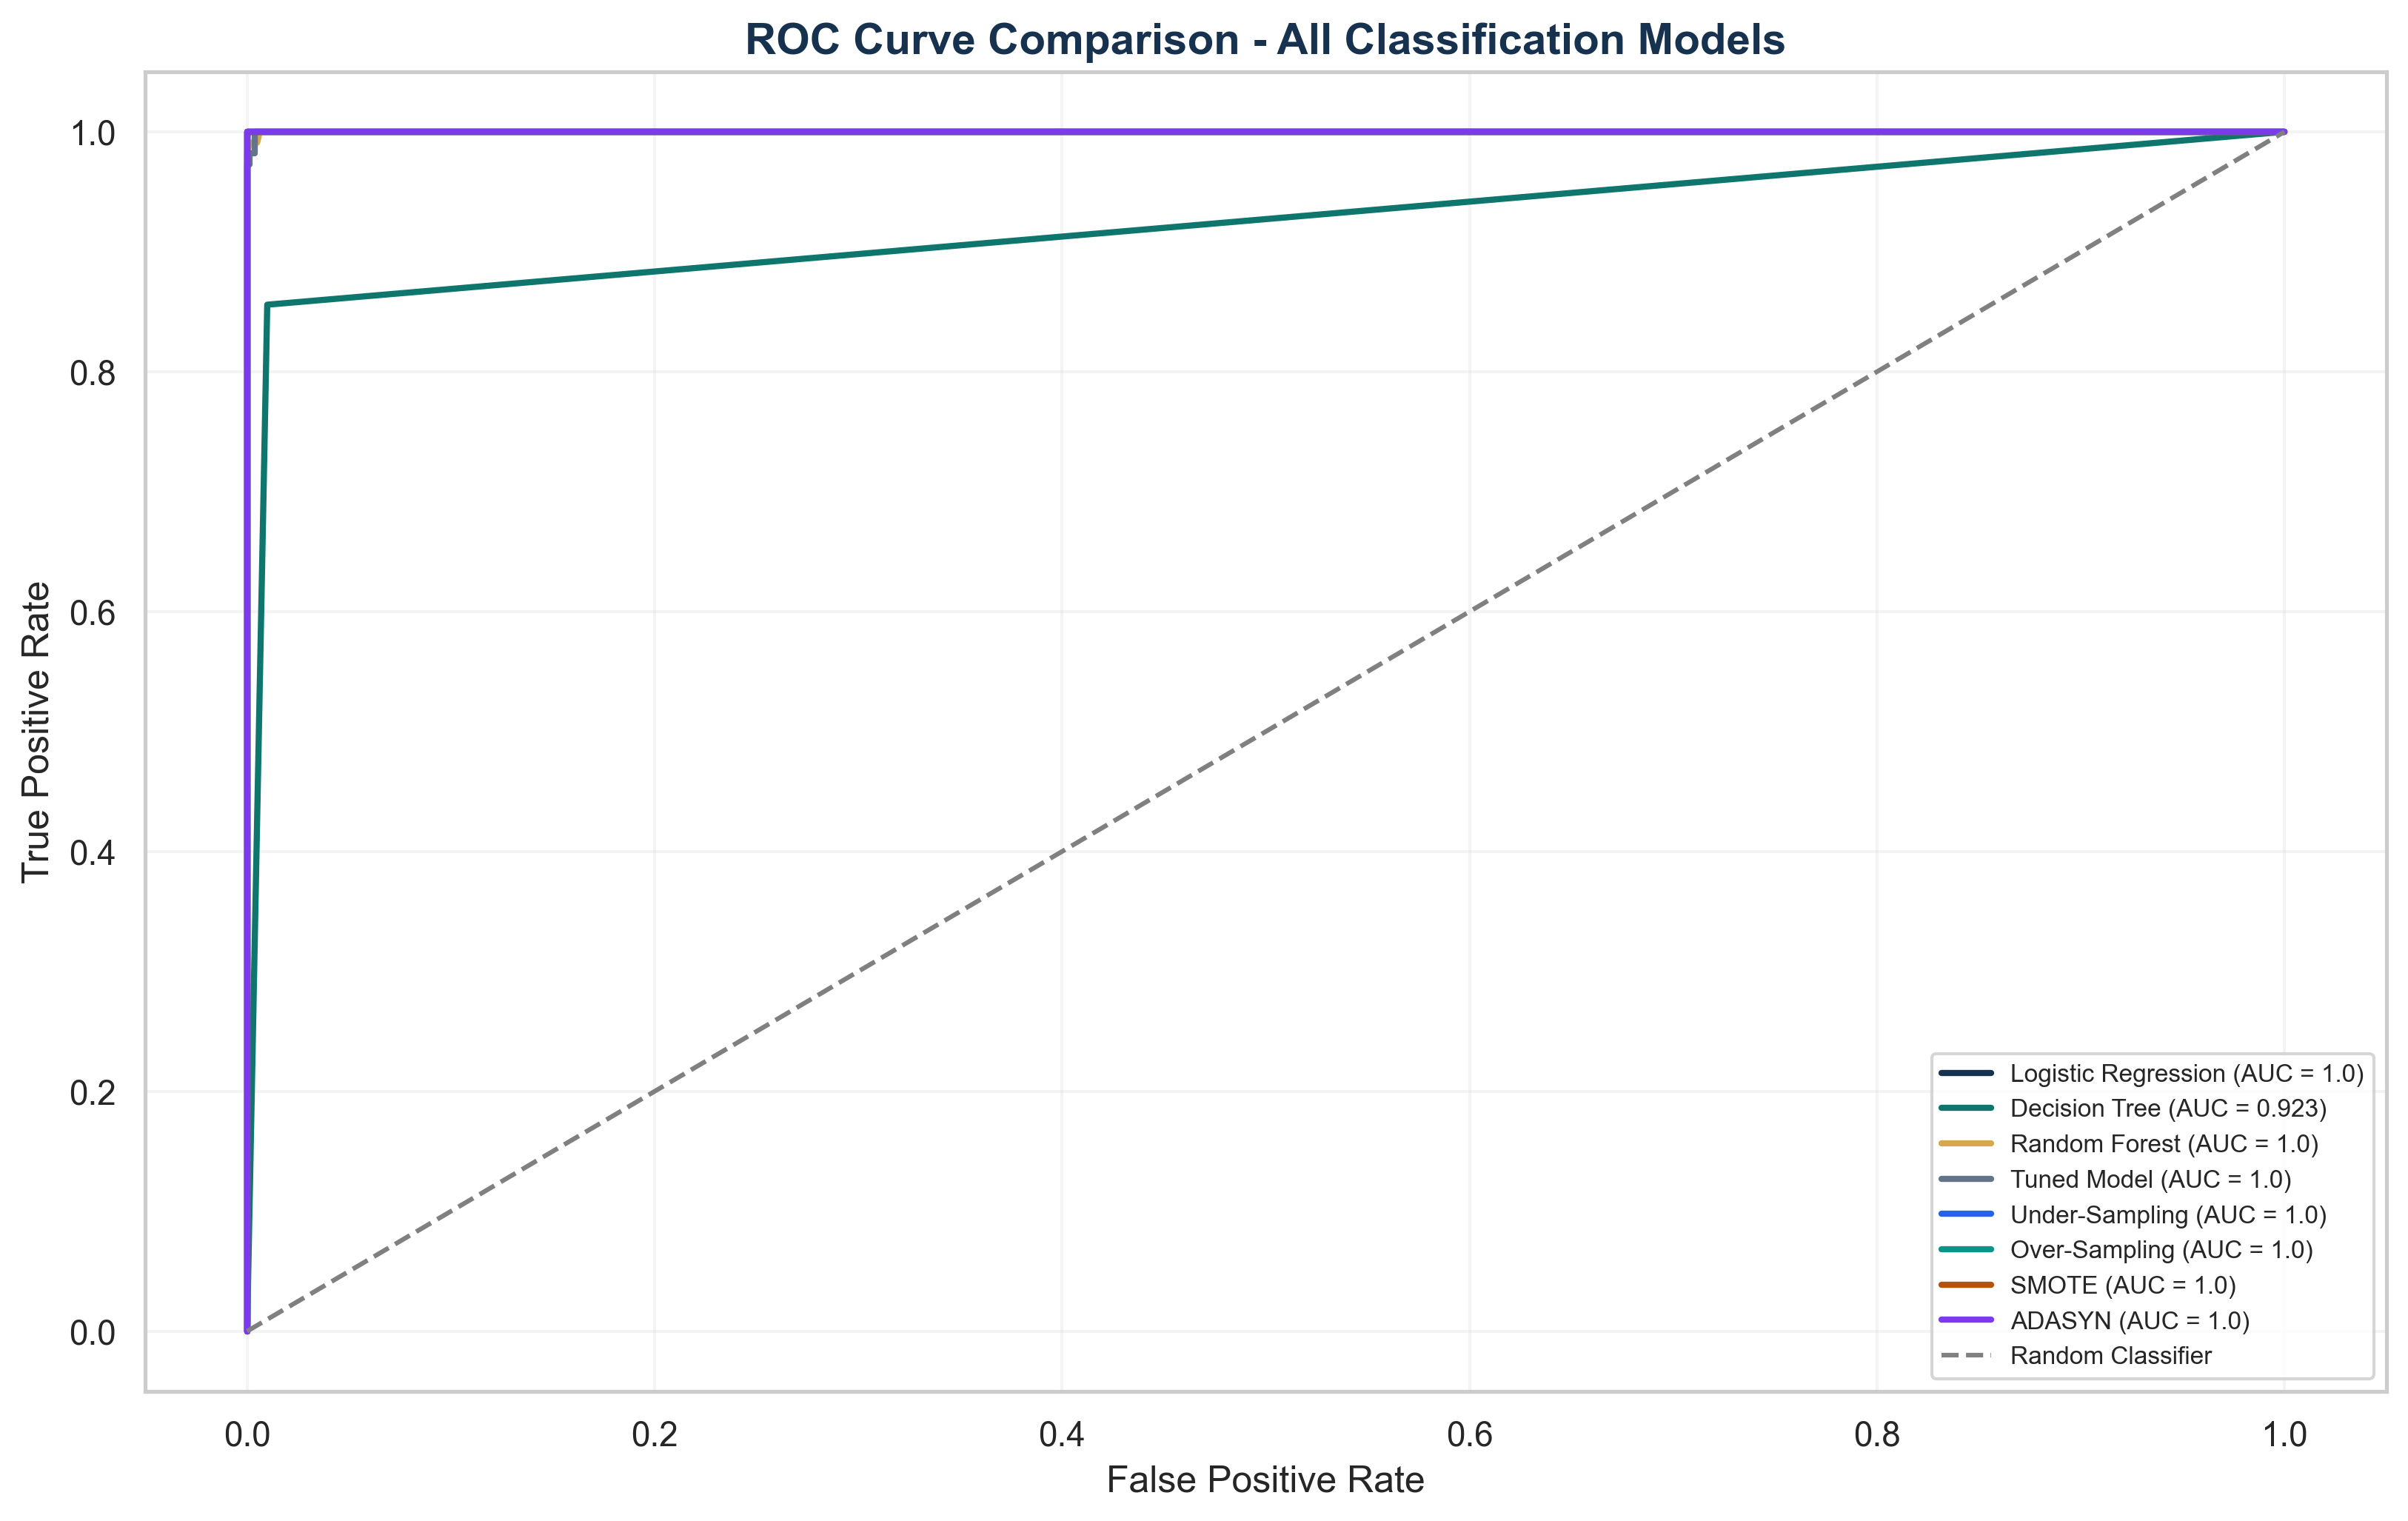 ROC Curve Comparison - All Classification Models
1.0
0.8
0.6
0.4
0.2
0.0
True Positive Rate
0.0 0.2 0.4 0.6 0.8 1.0
False Positive Rate
Logistic Regression (AUC = 1.0)
Decision Tree (AUC = 0.923)
Random Forest (AUC = 1.0)
Tuned Model (AUC = 1.0)
Under-Sampling (AUC = 1.0)
Over-Sampling (AUC = 1.0)
SMOTE (AUC = 1.0)
ADASYN (AUC = 1.0)
Random Classifier